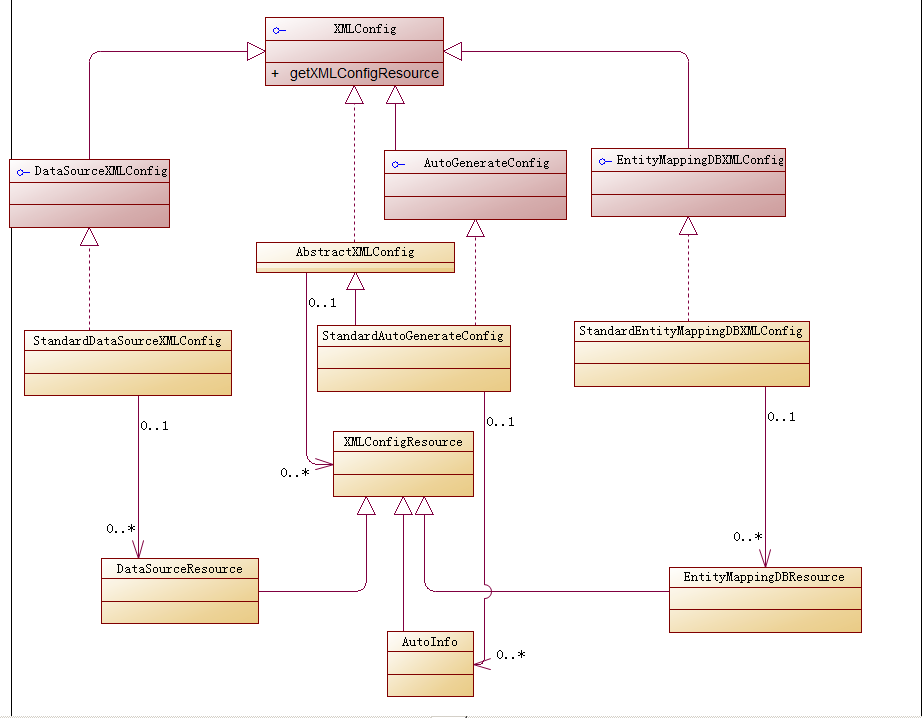 XMLConfig
+ getXMLConfigResource
DataSourceXMLConfig
AutoGenerateConfig
EntityMappingDBXMLConfig
AbstractXMLConfig
0..1
StandardDataSourceXMLConfig
StandardAutoGenerateConfig
StandardEntityMappingDBXMLConfig
0..1
0..1
0..1
XMLConfigResource
0..*
0..*
0..*
DataSourceResource
EntityMappingDBResource
AutoInfo
0..*